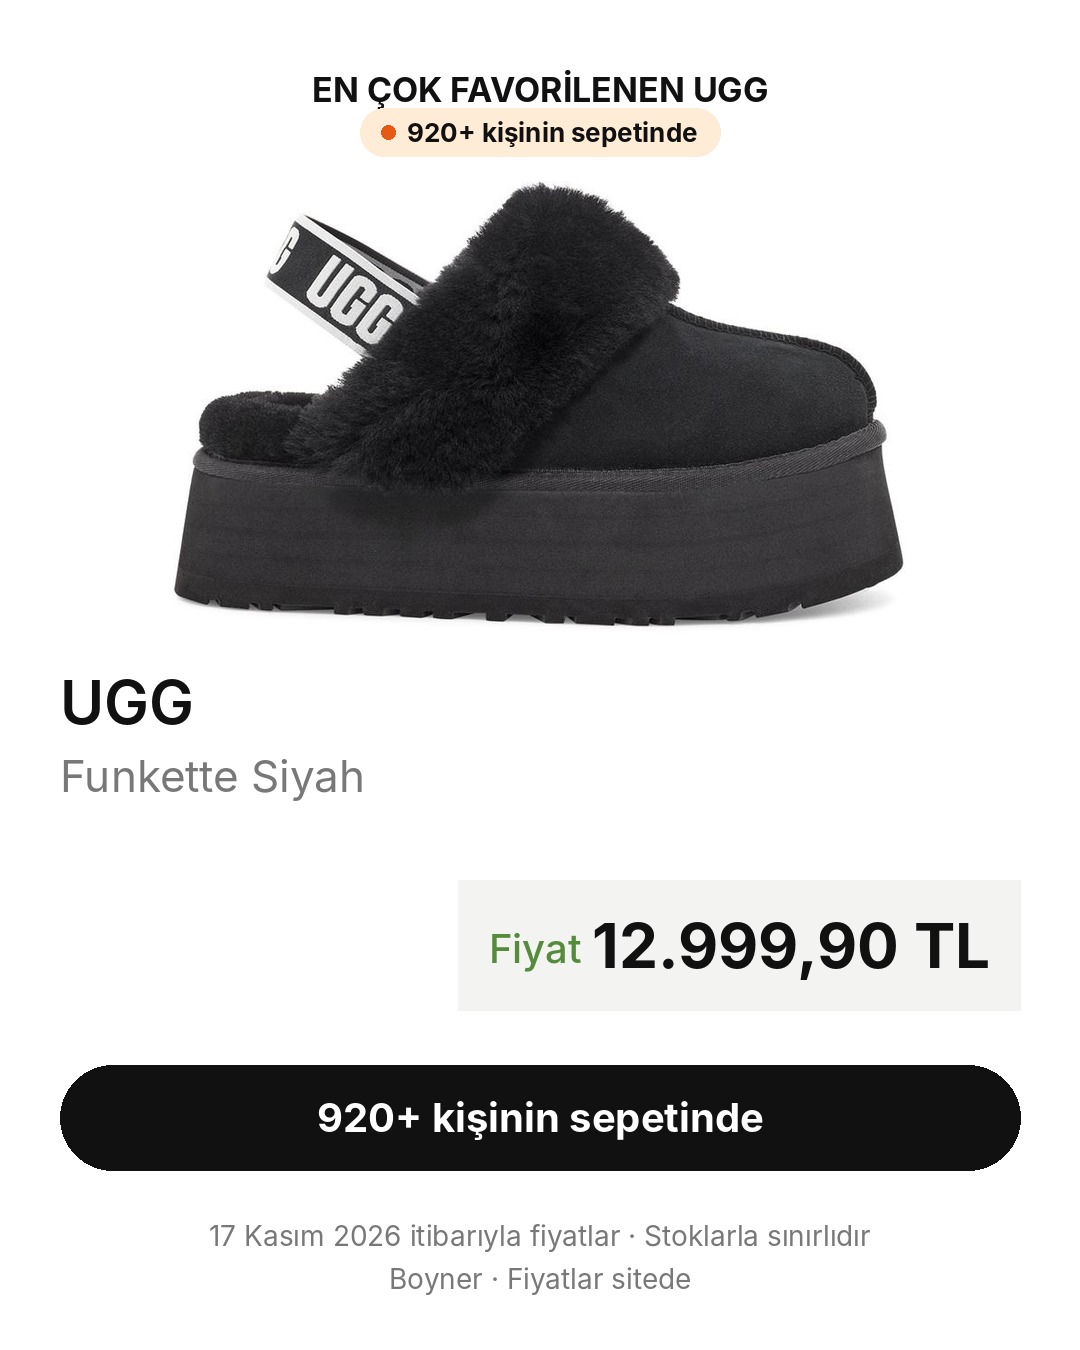 EN ÇOK FAVORİLENEN UGG
920+ kişinin sepetinde
G UGG
UGG
Funkette Siyah
Fiyat 12.999,90 TL
920+ kişinin sepetinde
17 Kasım 2026 itibarıyla fiyatlar · Stoklarla sınırlıdır
Boyner · Fiyatlar sitede